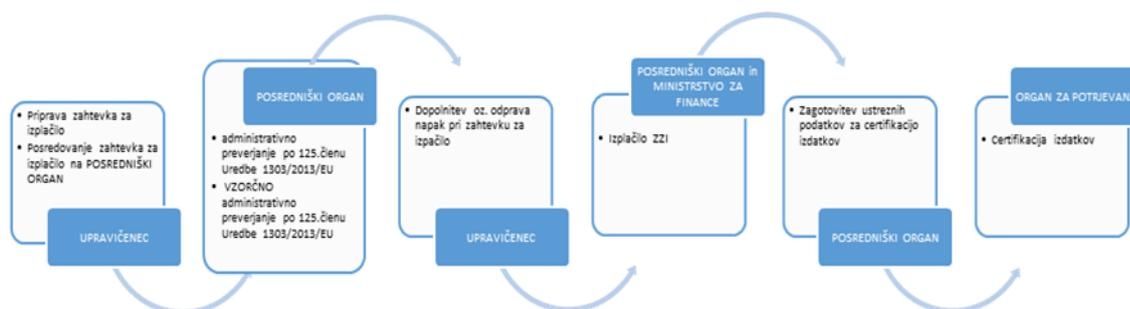 • Priprava zahtevka za
izplačilo
• Posredovanje zahtevka za
izplačilo na POSREDNIŠKI
ORGAN
UPRAVIČENEC
POSREDNIŠKI ORGAN
• administrativno
preverjanje po 125.členu
Uredbe 1303/2013/EU
• VZORČNO
administrativno
preverjanje po 125.členu
Uredbe 1303/2013/EU
• Dopolnitev oz. odprava
napak pri zahtevku za
izpačilo
UPRAVIČENEC
POSREDNIŠKI ORGAN in
MINISTRSTVO ZA
FINANCE
• Izplačilo ZZI
• Zagotovitev ustreznih
podatkov za certifikacijo
izdatkov
POSREDNIŠKI ORGAN
ORGAN ZA POTRJEVAN
• Certifikacija izdatkov